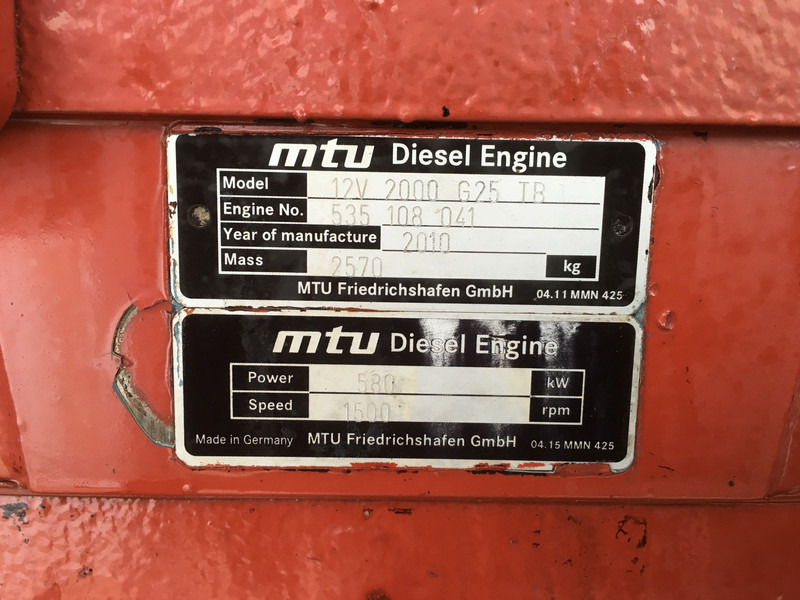 mtu Diesel Engine
Model 12V 2000 G25 TB
Engine No. 535 108 041
Year of manufacture 2010
Mass 2570 kg
MTU Friedrichshafen GmbH 04.11 MMN 425
mtu Diesel Engine
Power 580 kW
Speed 1500 rpm
Made in Germany MTU Friedrichshafen GmbH 04.15 MMN 425